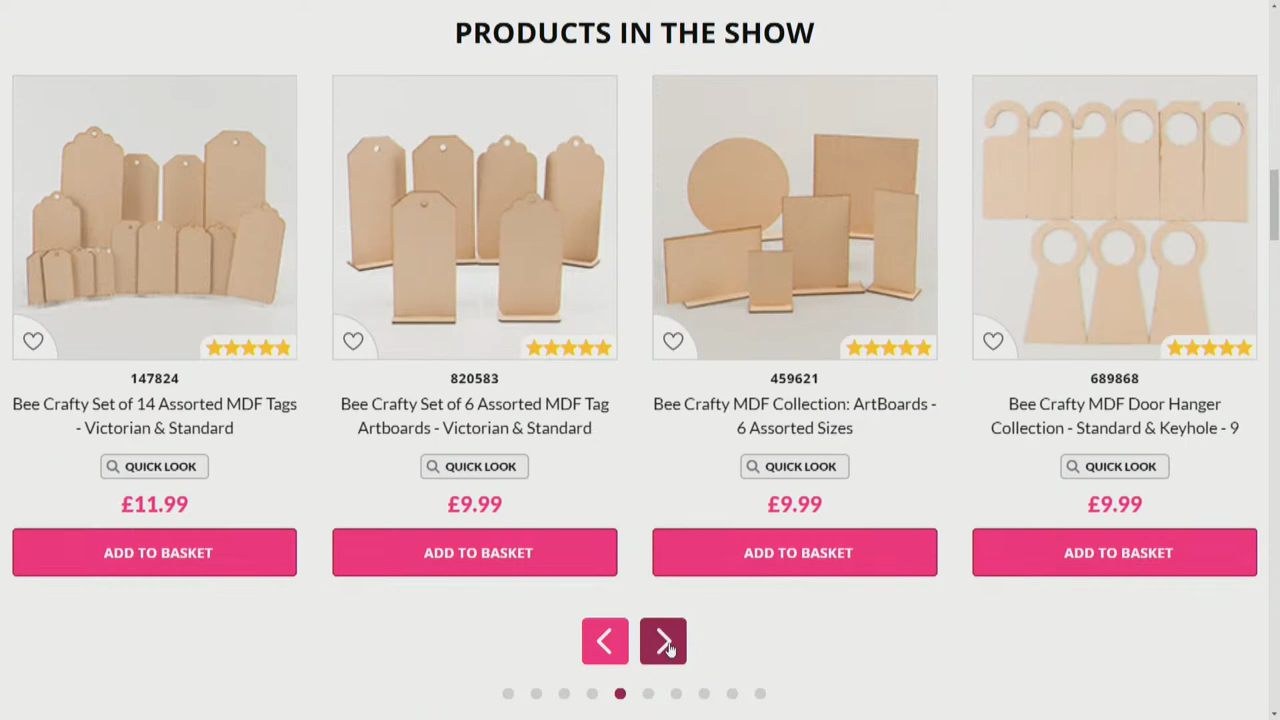 PRODUCTS IN THE SHOW
147824
Bee Crafty Set of 14 Assorted MDF Tags
- Victorian & Standard
QUICK LOOK
£11.99
ADD TO BASKET
820583
Bee Crafty Set of 6 Assorted MDF Tag
Artboards - Victorian & Standard
QUICK LOOK
£9.99
ADD TO BASKET
459621
Bee Crafty MDF Collection: ArtBoards -
6 Assorted Sizes
QUICK LOOK
£9.99
ADD TO BASKET
689868
Bee Crafty MDF Door Hanger
Collection - Standard & Keyhole - 9
QUICK LOOK
£9.99
ADD TO BASKET